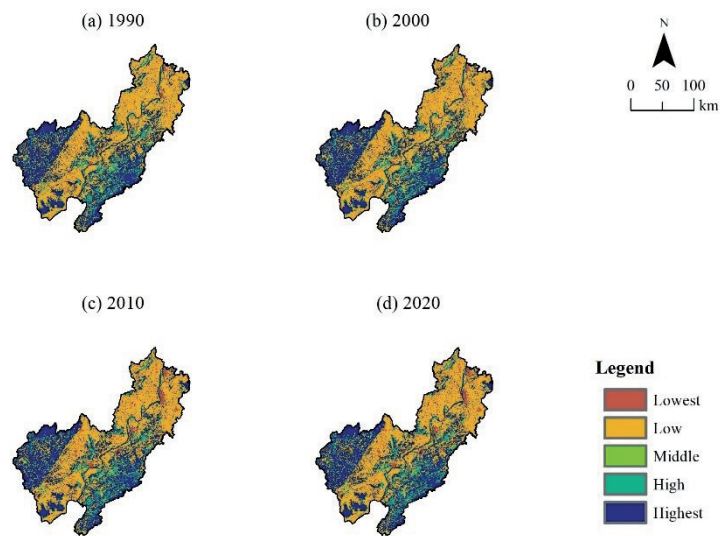 (a) 1990
(b) 2000
N
0 50 100
km
(c) 2010
(d) 2020
Legend
Lowest
Low
Middle
High
Highest